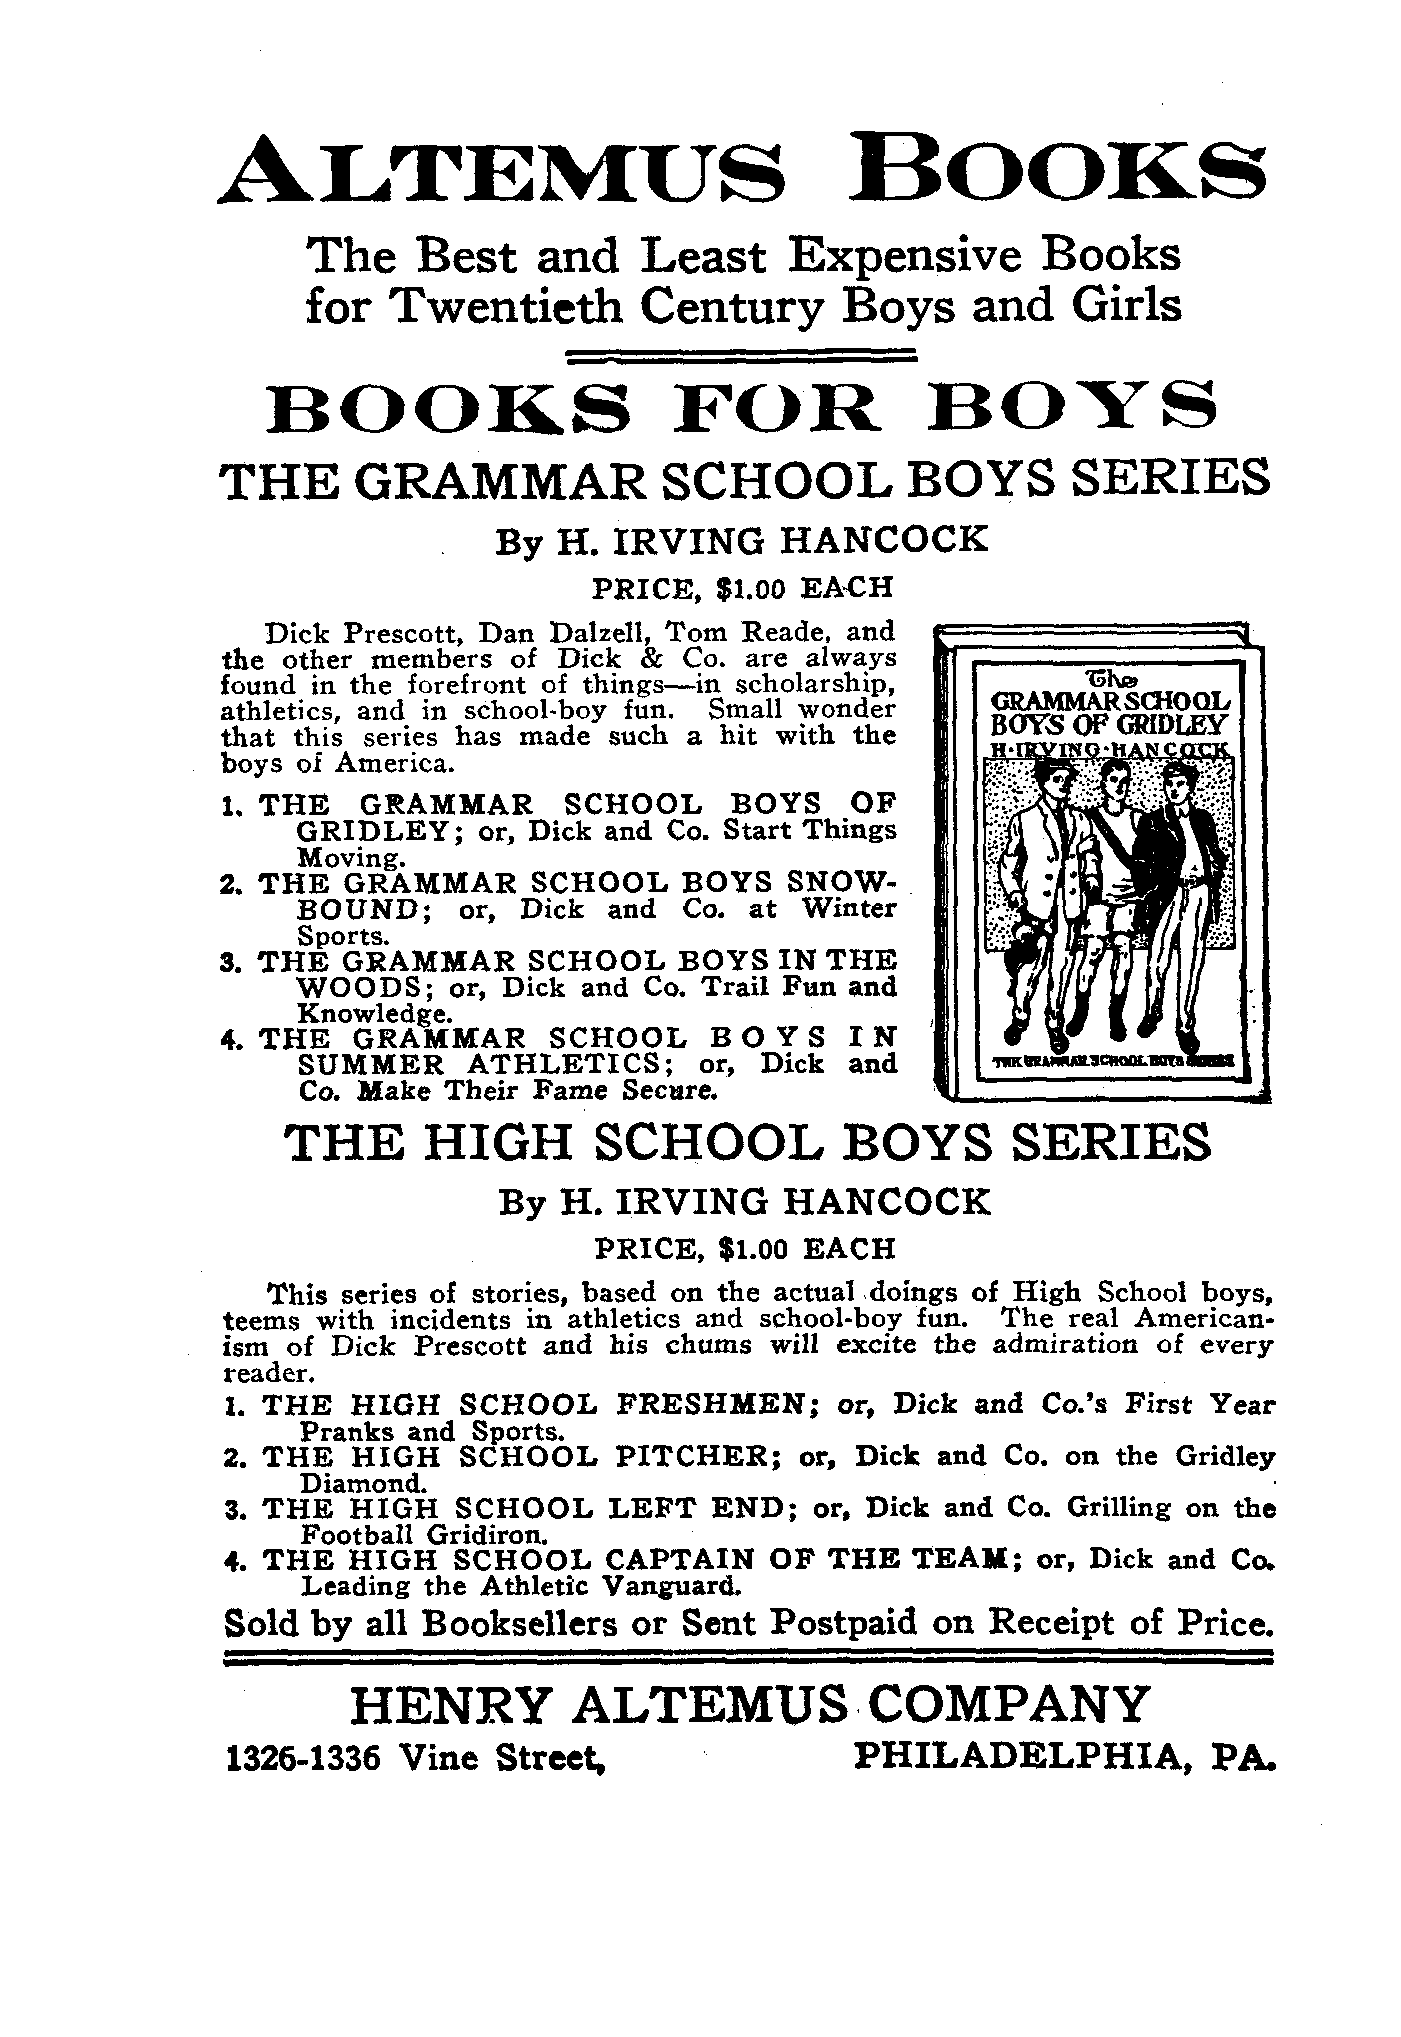 ALTEMUS BOOKS
The Best and Least Expensive Books
for Twentieth Century Boys and Girls
BOOKS FOR BOYS
THE GRAMMAR SCHOOL BOYS SERIES
By H. IRVING HANCOCK
PRICE, $1.00 EACH
Dick Prescott, Dan Dalzell, Tom Reade, and
the other members of Dick & Co. are always
found in the forefront of things—in scholarship,
athletics, and in school-boy fun. Small wonder
that this series has made such a hit with the
boys of America.
1. THE GRAMMAR SCHOOL BOYS OF
GRIDLEY; or, Dick and Co. Start Things
Moving.
2. THE GRAMMAR SCHOOL BOYS SNOW-
BOUND; or, Dick and Co. at Winter
Sports.
3. THE GRAMMAR SCHOOL BOYS IN THE
WOODS; or, Dick and Co. Trail Fun and
Knowledge.
4. THE GRAMMAR SCHOOL BOYS IN
SUMMER ATHLETICS; or, Dick and
Co. Make Their Fame Secure.
The
GRAMMAR SCHOOL
BOYS OF GRIDLEY
H·IRVING·HANCOCK
THE GRAMMAR SCHOOL BOYS SERIES
THE HIGH SCHOOL BOYS SERIES
By H. IRVING HANCOCK
PRICE, $1.00 EACH
This series of stories, based on the actual doings of High School boys,
teems with incidents in athletics and school-boy fun. The real American-
ism of Dick Prescott and his chums will excite the admiration of every
reader.
1. THE HIGH SCHOOL FRESHMEN; or, Dick and Co.'s First Year
Pranks and Sports.
2. THE HIGH SCHOOL PITCHER; or, Dick and Co. on the Gridley
Diamond.
3. THE HIGH SCHOOL LEFT END; or, Dick and Co. Grilling on the
Football Gridiron.
4. THE HIGH SCHOOL CAPTAIN OF THE TEAM; or, Dick and Co.
Leading the Athletic Vanguard.
Sold by all Booksellers or Sent Postpaid on Receipt of Price.
HENRY ALTEMUS COMPANY
1326-1336 Vine Street, PHILADELPHIA, PA.